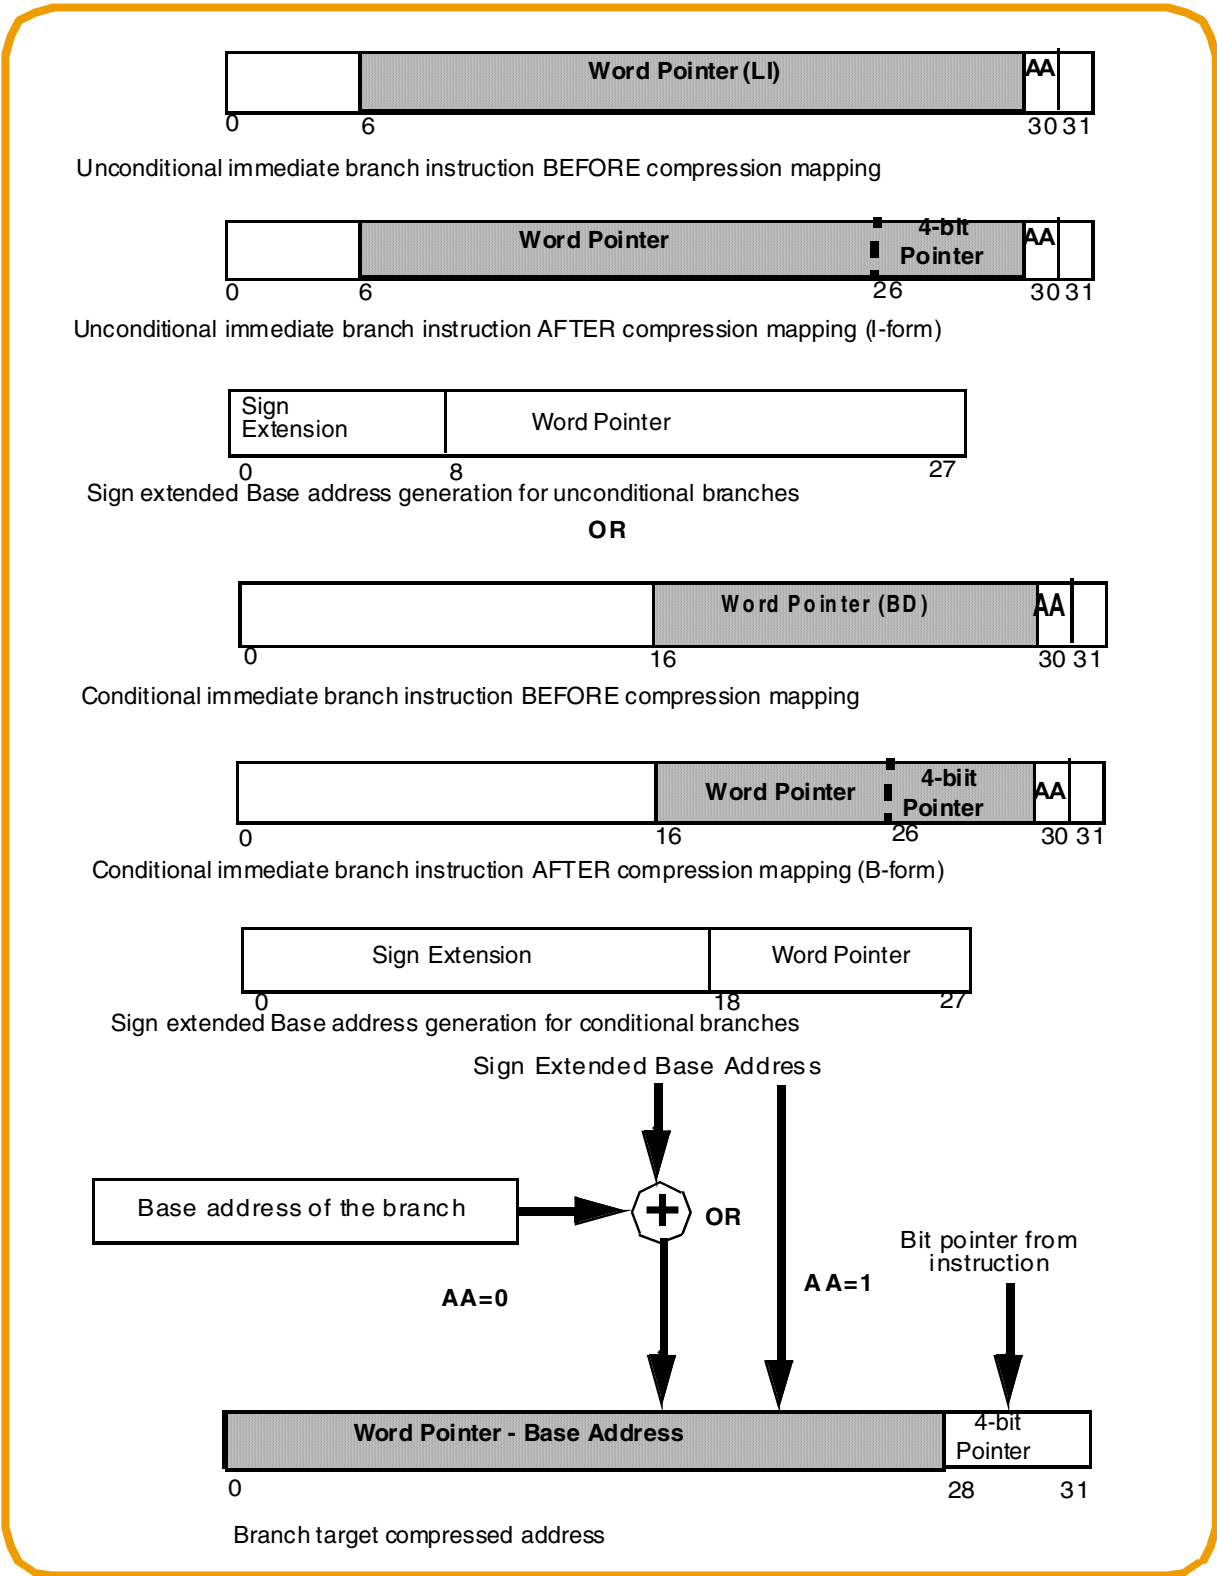 Word Pointer (LI) AA
0 6 30 31
Unconditional immediate branch instruction BEFORE compression mapping
Word Pointer 4-bit Pointer AA
0 6 26 30 31
Unconditional immediate branch instruction AFTER compression mapping (I-form)
Sign Extension Word Pointer
0 8 27
Sign extended Base address generation for unconditional branches
OR
Word Pointer (BD) AA
0 16 30 31
Conditional immediate branch instruction BEFORE compression mapping
Word Pointer 4-biit Pointer AA
0 16 26 30 31
Conditional immediate branch instruction AFTER compression mapping (B-form)
Sign Extension Word Pointer
0 18 27
Sign extended Base address generation for conditional branches
Sign Extended Base Address
Base address of the branch
+ OR
Bit pointer from
instruction
AA=0
AA=1
Word Pointer - Base Address
4-bit
Pointer
0 28 31
Branch target compressed address